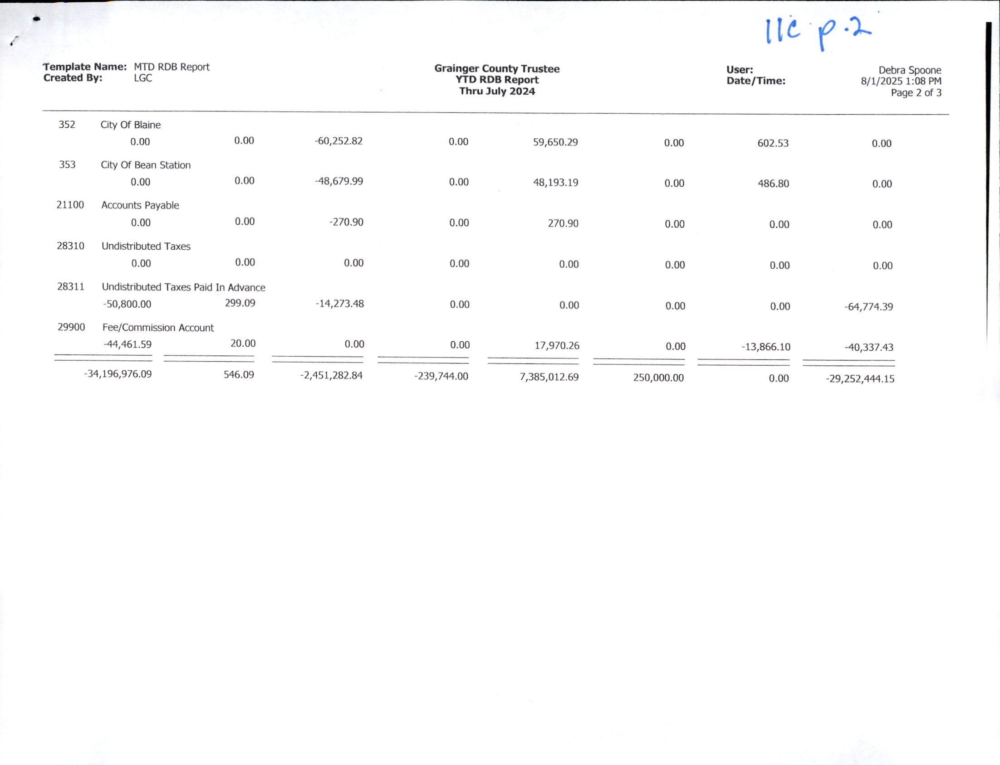 11c p.2
Template Name: MTD RDB Report
Created By: LGC
Grainger County Trustee
YTD RDB Report
Thru July 2024
User: Debra Spoone
Date/Time: 8/1/2025 1:08 PM
Page 2 of 3
352 City Of Blaine
0.00 0.00 -60,252.82 0.00 59,650.29 0.00 602.53 0.00
353 City Of Bean Station
0.00 0.00 -48,679.99 0.00 48,193.19 0.00 486.80 0.00
21100 Accounts Payable
0.00 0.00 -270.90 0.00 270.90 0.00 0.00 0.00
28310 Undistributed Taxes
0.00 0.00 0.00 0.00 0.00 0.00 0.00 0.00
28311 Undistributed Taxes Paid In Advance
-50,800.00 299.09 -14,273.48 0.00 0.00 0.00 0.00 -64,774.39
29900 Fee/Commission Account
-44,461.59 20.00 0.00 0.00 17,970.26 0.00 -13,866.10 -40,337.43
-34,196,976.09 546.09 -2,451,282.84 -239,744.00 7,385,012.69 250,000.00 0.00 -29,252,444.15